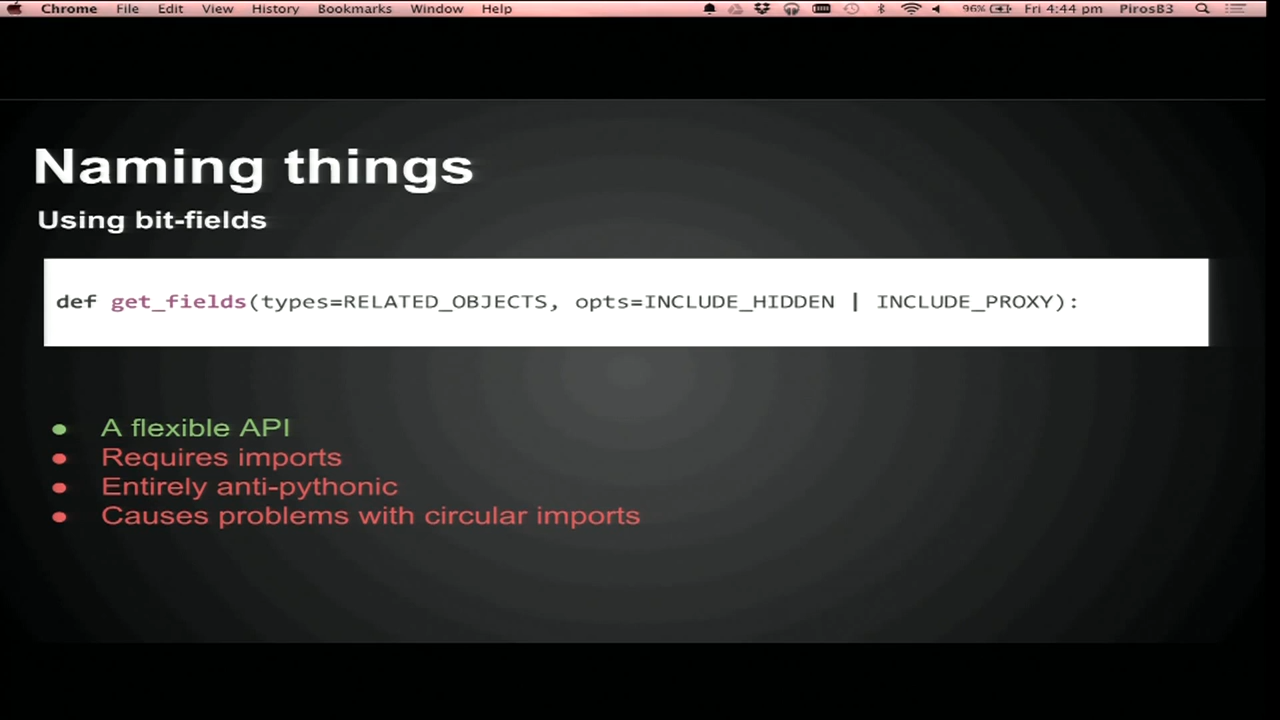 Chrome File Edit View History Bookmarks Window Help 96% Fri 4:44 pm PirosB3
Naming things
Using bit-fields
def get_fields(types=RELATED_OBJECTS, opts=INCLUDE_HIDDEN | INCLUDE_PROXY):
● A flexible API
● Requires imports
● Entirely anti-pythonic
● Causes problems with circular imports